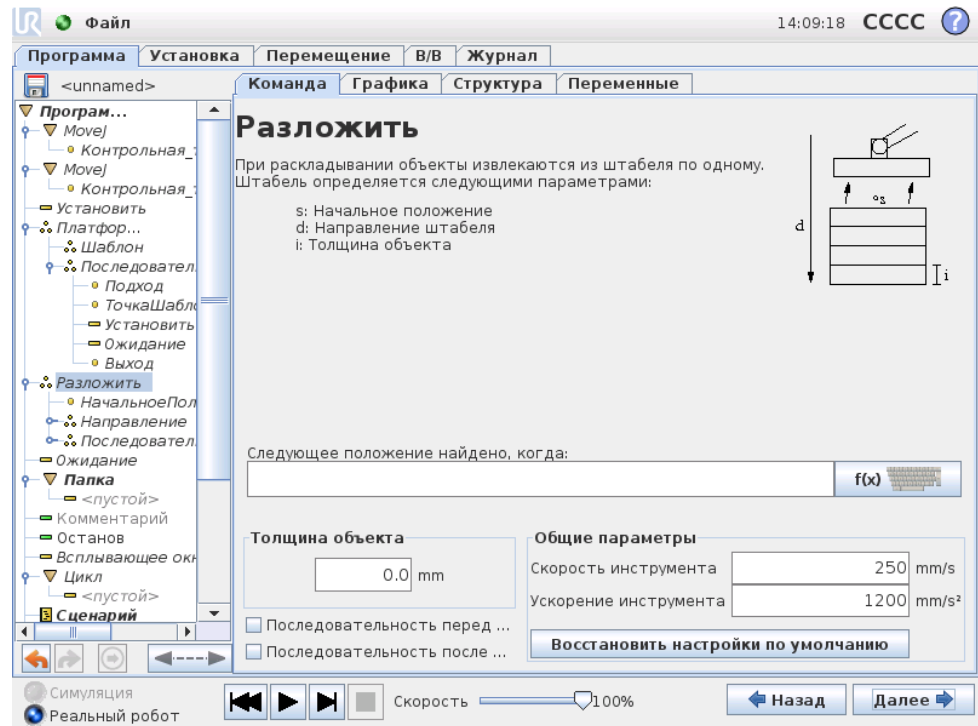 UR Файл 14:09:18 CCCC ?
Программа Установка Перемещение В/В Журнал
<unnamed>
Команда Графика Структура Переменные
Програм...
MoveJ
Контрольная_
MoveJ
Контрольная_
Установить
Платфор...
Шаблон
Последовател
Подход
ТочкаШабло
Установить
Ожидание
Выход
Разложить
НачальноеПол
Направление
Последовател
Ожидание
Папка
<пустой>
Комментарий
Останов
Всплывающее окн
Цикл
<пустой>
Сценарий
Разложить
При раскладывании объекты извлекаются из штабеля по одному.
Штабель определяется следующими параметрами:
s: Начальное положение
d: Направление штабеля
i: Толщина объекта
d
s
i
Следующее положение найдено, когда:
f(x)
Толщина объекта
0.0 mm
Последовательность перед ...
Последовательность после ...
Общие параметры
Скорость инструмента 250 mm/s
Ускорение инструмента 1200 mm/s²
Восстановить настройки по умолчанию
Симуляция
Реальный робот
Скорость 100%
Назад
Далее